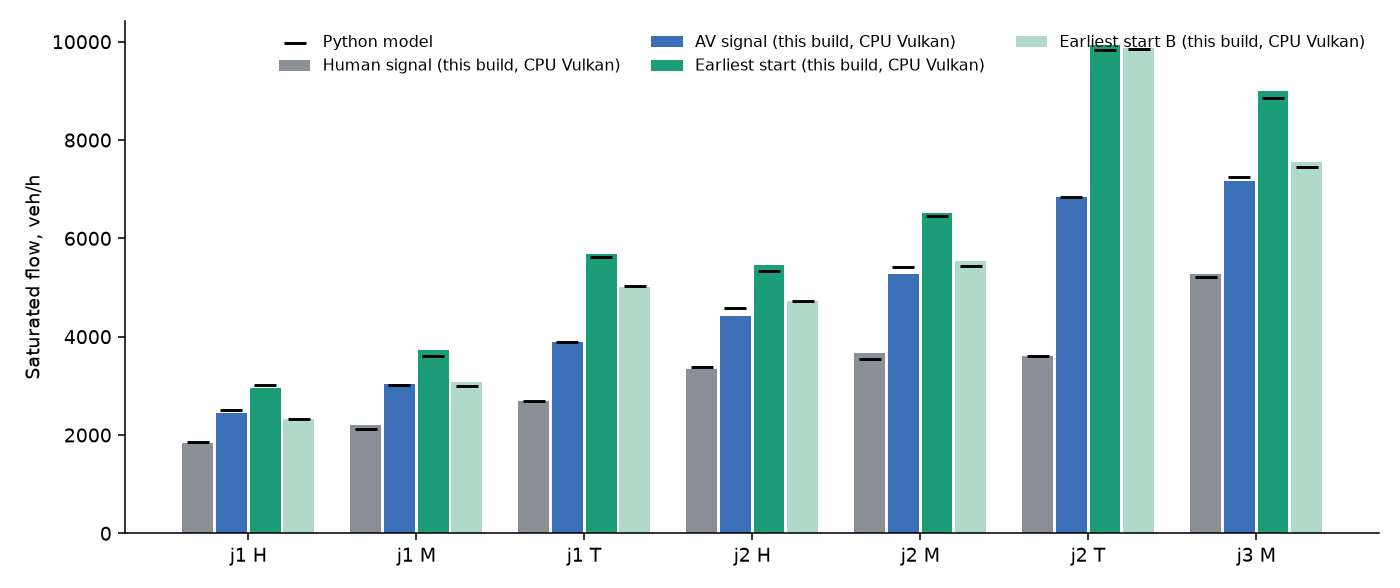 Python model
Human signal (this build, CPU Vulkan)
AV signal (this build, CPU Vulkan)
Earliest start (this build, CPU Vulkan)
Earliest start B (this build, CPU Vulkan)
Saturated flow, veh/h
10000
8000
6000
4000
2000
0
j1 H
j1 M
j1 T
j2 H
j2 M
j2 T
j3 M